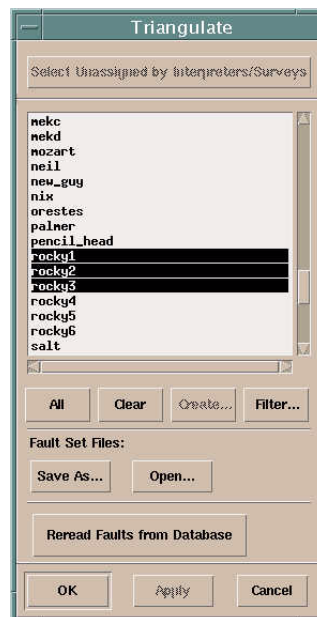 Triangulate
Select Unassigned by Interpreters/Surveys
mekc
mekd
mozart
neil
new_guy
nix
orestes
palmer
pencil_head
rocky1
rocky2
rocky3
rocky4
rocky5
rocky6
salt
All Clear Create... Filter...
Fault Set Files:
Save As... Open...
Reread Faults from Database
OK Apply Cancel